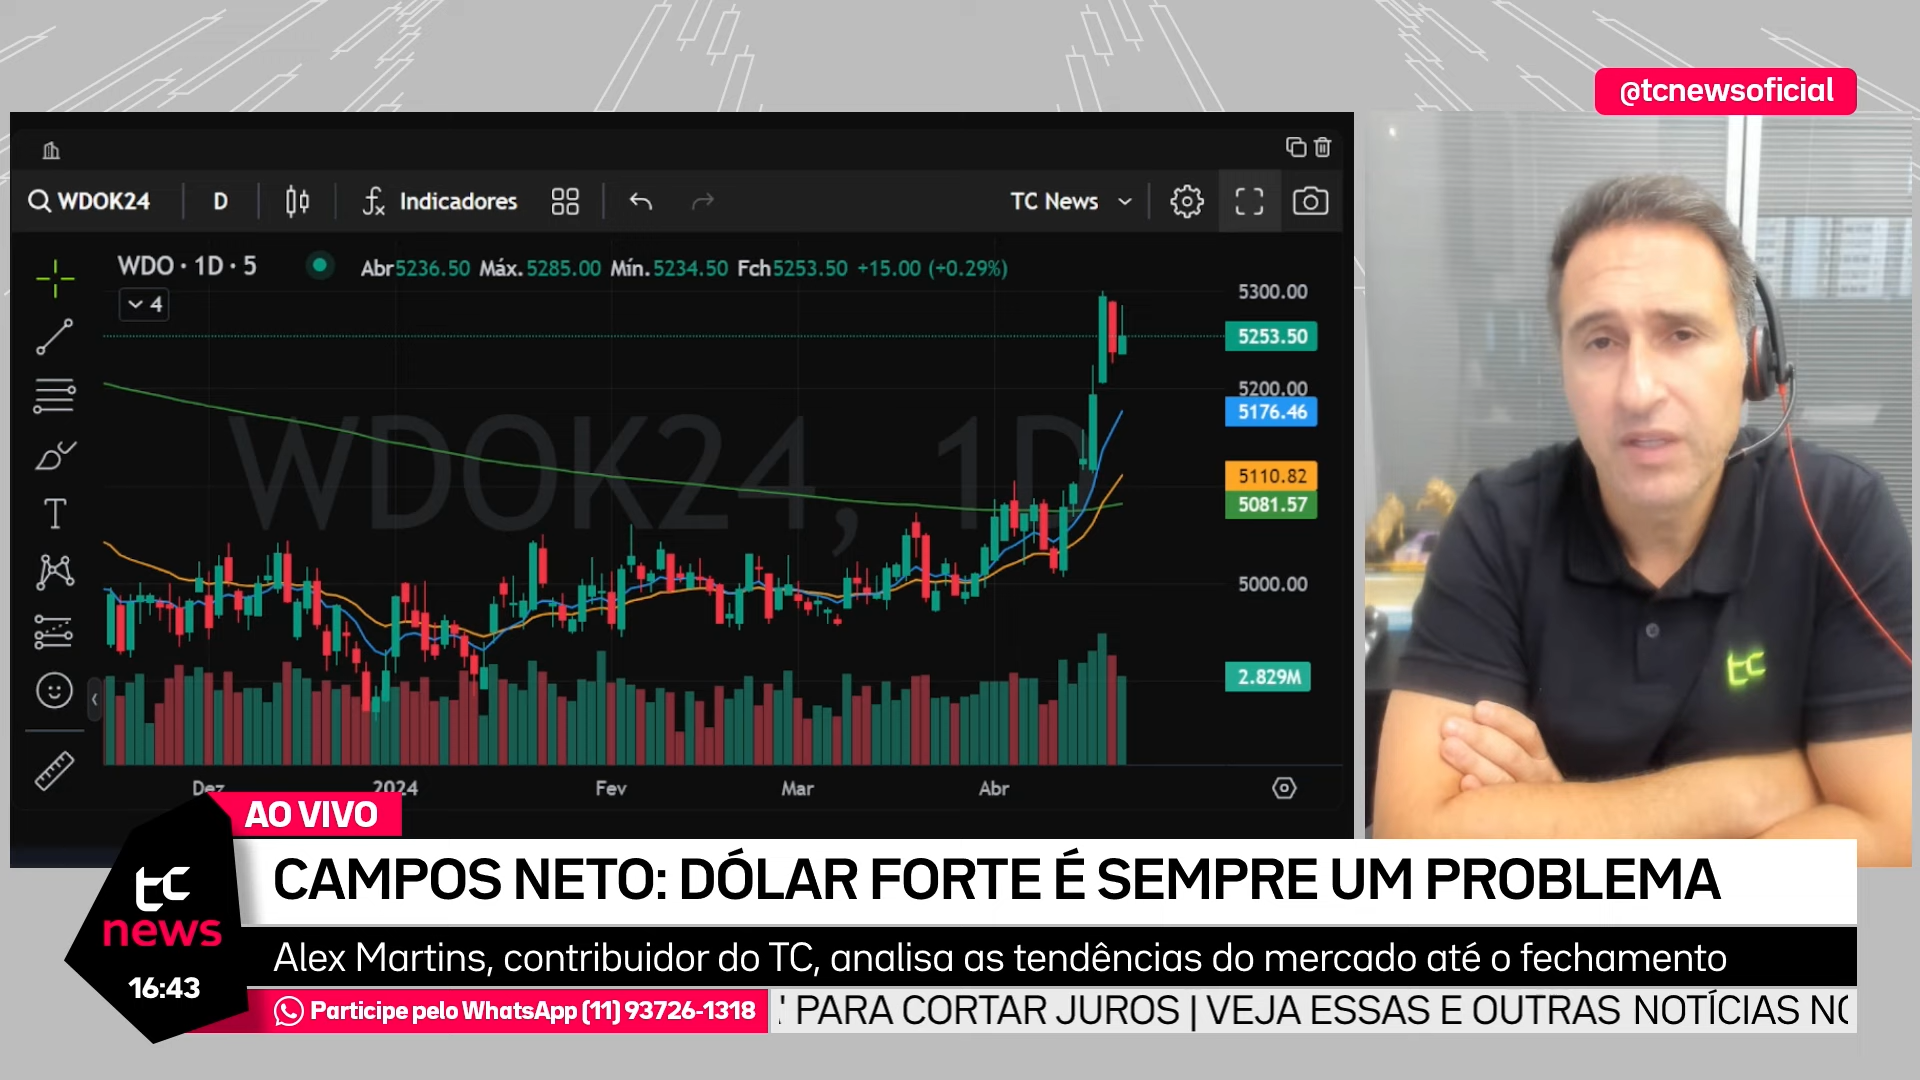 @tcnewsoficial
WDOK24 D Indicadores TC News
WDO · 1D · 5 Abr5236.50 Máx.5285.00 Mín.5234.50 Fch5253.50 +15.00 (+0.29%)
4
5300.00
5253.50
5200.00
5176.46
5110.82
5081.57
5000.00
2.829M
WDOK24, 1D
T
tc
Dez 2024 Fev Mar Abr
AO VIVO
CAMPOS NETO: DÓLAR FORTE É SEMPRE UM PROBLEMA
Alex Martins, contribuidor do TC, analisa as tendências do mercado até o fechamento
tc
news
16:43
Participe pelo WhatsApp (11) 93726-1318
PARA CORTAR JUROS | VEJA ESSAS E OUTRAS NOTÍCIAS